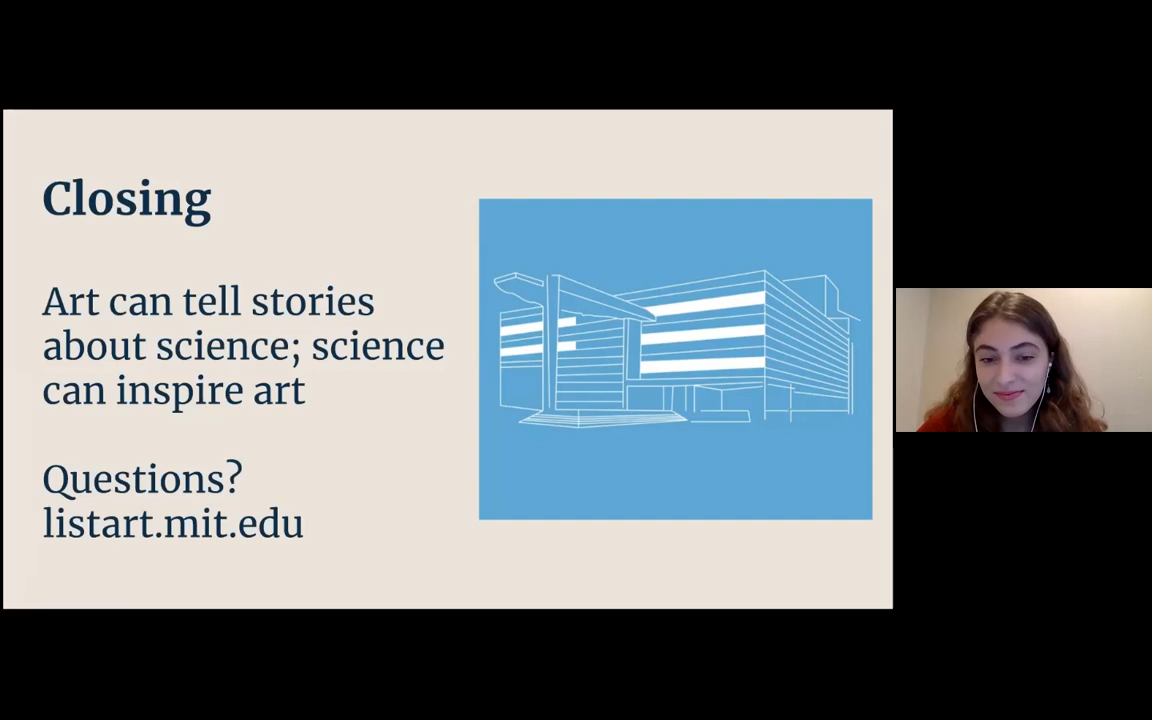 Closing
Art can tell stories
about science; science
can inspire art
Questions?
listart.mit.edu